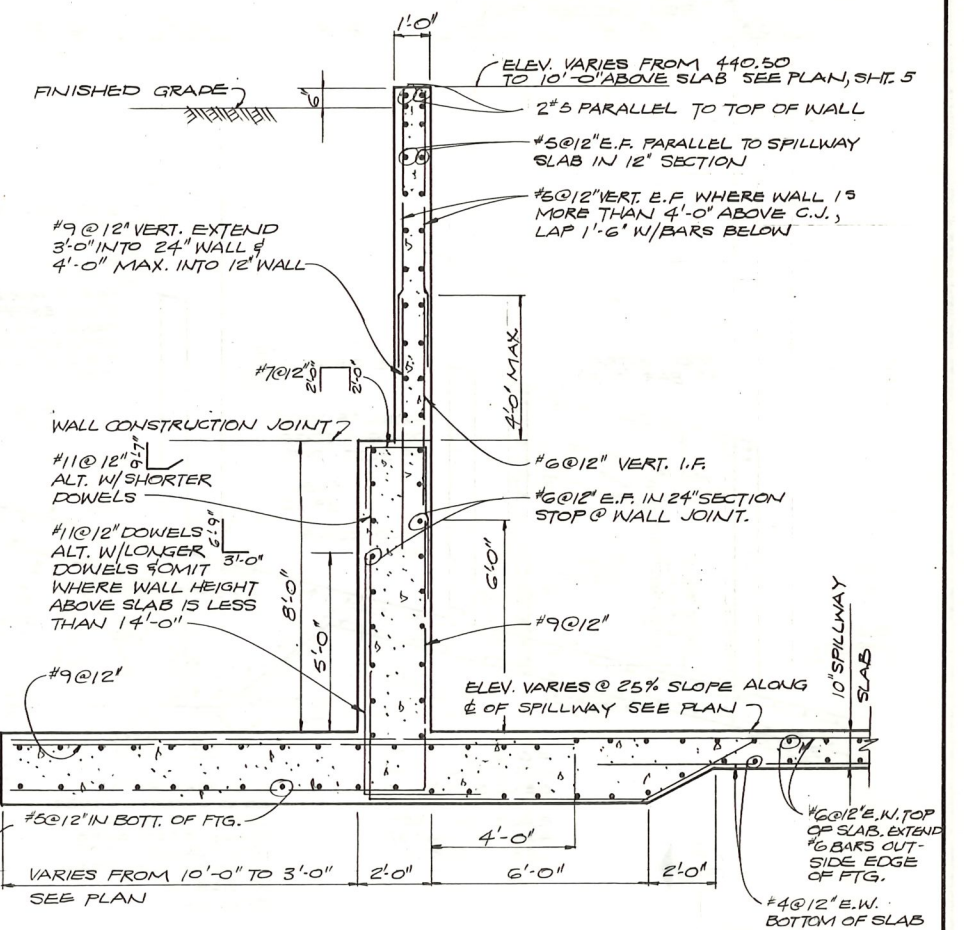 1'-0"
ELEV. VARIES FROM 440.50
TO 10'-0" ABOVE SLAB SEE PLAN, SHT. 5
FINISHED GRADE
6"
2 #5 PARALLEL TO TOP OF WALL
#5@12" E.F. PARALLEL TO SPILLWAY
SLAB IN 12" SECTION
#5@12" VERT. E.F. WHERE WALL IS
MORE THAN 4'-0" ABOVE C.J.,
LAP 1'-6" W/BARS BELOW
#9 @ 12" VERT. EXTEND
3'-0" INTO 24" WALL &
4'-0" MAX. INTO 12" WALL
4'-0" MAX.
#7@12" 2'-0" 2'-0"
WALL CONSTRUCTION JOINT
#11@ 12" 9'-7"
ALT. W/SHORTER
DOWELS
#6@12" VERT. I.F.
#6@12" E.F. IN 24" SECTION
STOP @ WALL JOINT.
#11@12" DOWELS 6'-9"
ALT. W/LONGER 3'-0"
DOWELS & OMIT
WHERE WALL HEIGHT
ABOVE SLAB IS LESS
THAN 14'-0"
8'-0"
5'-0"
6'-0"
#9@12"
10" SPILLWAY
SLAB
#9@12"
ELEV. VARIES @ 25% SLOPE ALONG
℄ OF SPILLWAY SEE PLAN
#5@12" IN BOTT. OF FTG.
4'-0"
#6@12" E.W. TOP
OF SLAB. EXTEND
#6 BARS OUT-
SIDE EDGE
OF FTG.
VARIES FROM 10'-0" TO 3'-0"
SEE PLAN
2'-0"
6'-0"
2'-0"
#4@12" E.W.
BOTTOM OF SLAB